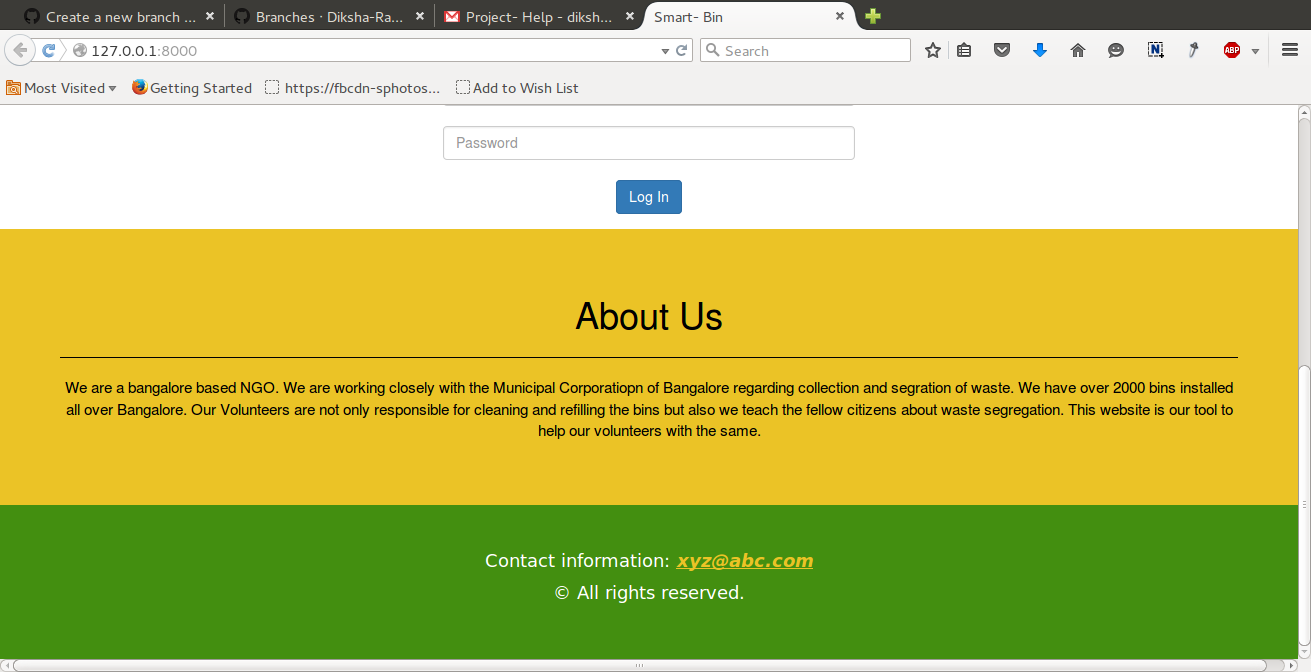 Create a new branch ...
Branches · Diksha-Ra...
Project- Help - diksh...
Smart- Bin
127.0.0.1:8000
Search
ABP
Most Visited
Getting Started
https://fbcdn-sphotos...
Add to Wish List
Password
Log In
About Us
We are a bangalore based NGO. We are working closely with the Municipal Corporatiopn of Bangalore regarding collection and segration of waste. We have over 2000 bins installed
all over Bangalore. Our Volunteers are not only responsible for cleaning and refilling the bins but also we teach the fellow citizens about waste segregation. This website is our tool to
help our volunteers with the same.
Contact information: xyz@abc.com
© All rights reserved.